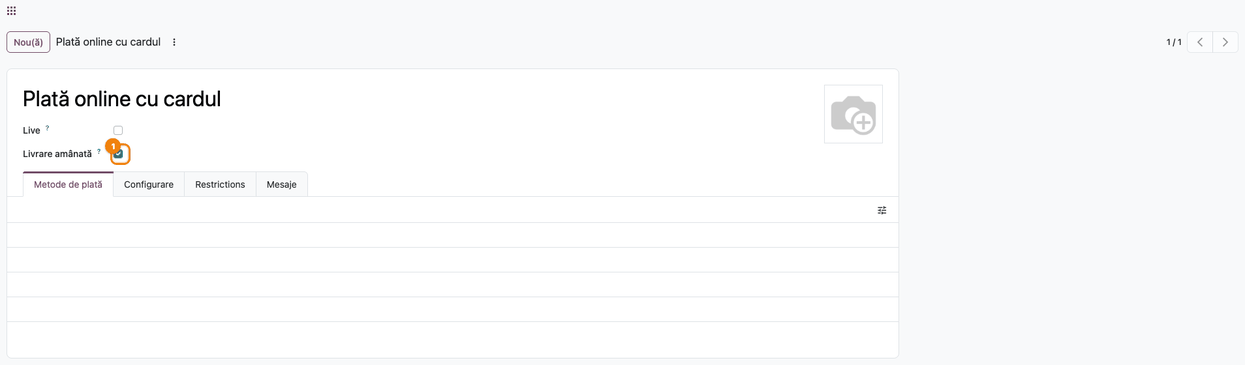 Nou(ă) Plată online cu cardul 1 / 1
Plată online cu cardul
Live ?
Livrare amânată ? 1
Metode de plată Configurare Restrictions Mesaje